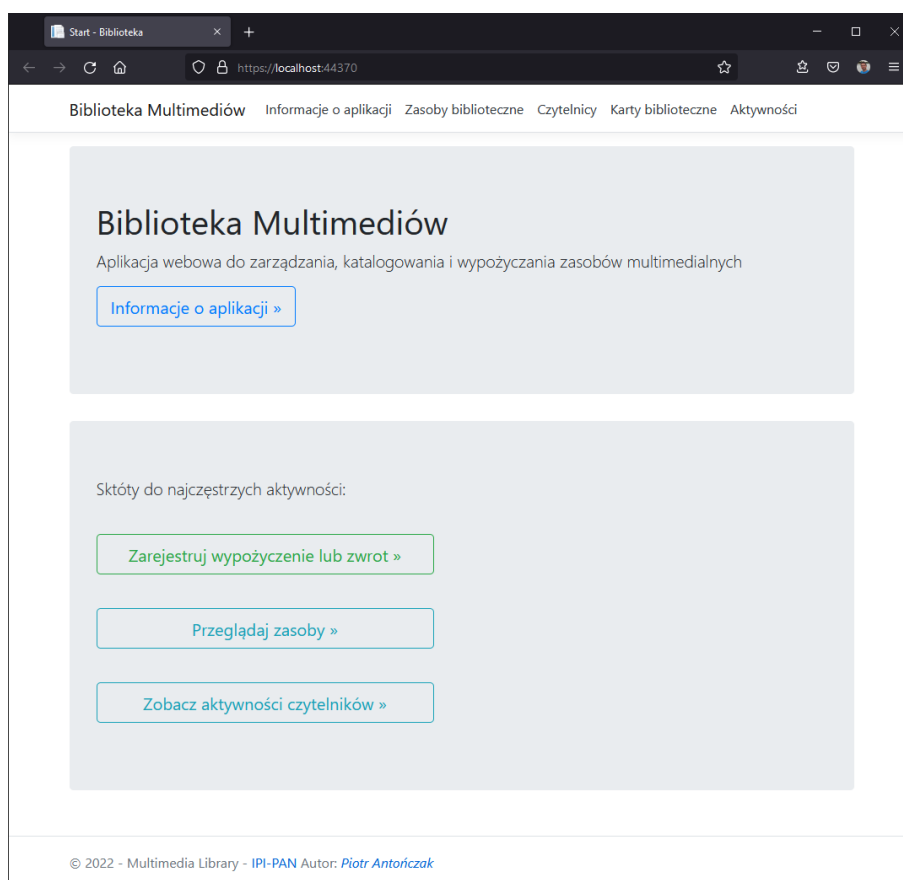 Start - Biblioteka
https://localhost:44370
Biblioteka Multimediów Informacje o aplikacji Zasoby biblioteczne Czytelnicy Karty biblioteczne Aktywności
Biblioteka Multimediów
Aplikacja webowa do zarządzania, katalogowania i wypożyczania zasobów multimedialnych
Informacje o aplikacji »
Sktóty do najczęstrzych aktywności:
Zarejestruj wypożyczenie lub zwrot »
Przeglądaj zasoby »
Zobacz aktywności czytelników »
© 2022 - Multimedia Library - IPI-PAN Autor: Piotr Antończak